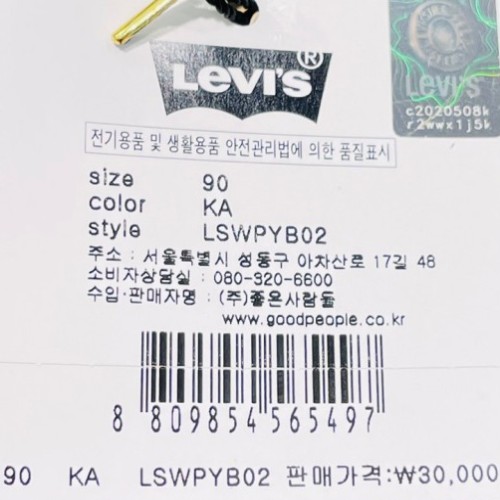 Levi's®
Levi's
c2020508k
r2wwx1j5k
전기용품 및 생활용품 안전관리법에 의한 품질표시
size 90
color KA
style LSWPYB02
주소 : 서울특별시 성동구 아차산로 17길 48
소비자상담실 : 080-320-6600
수입·판매자명 : (주)좋은사람들
www.goodpeople.co.kr
8 809854 565497
90 KA LSWPYB02 판매가격:₩30,000